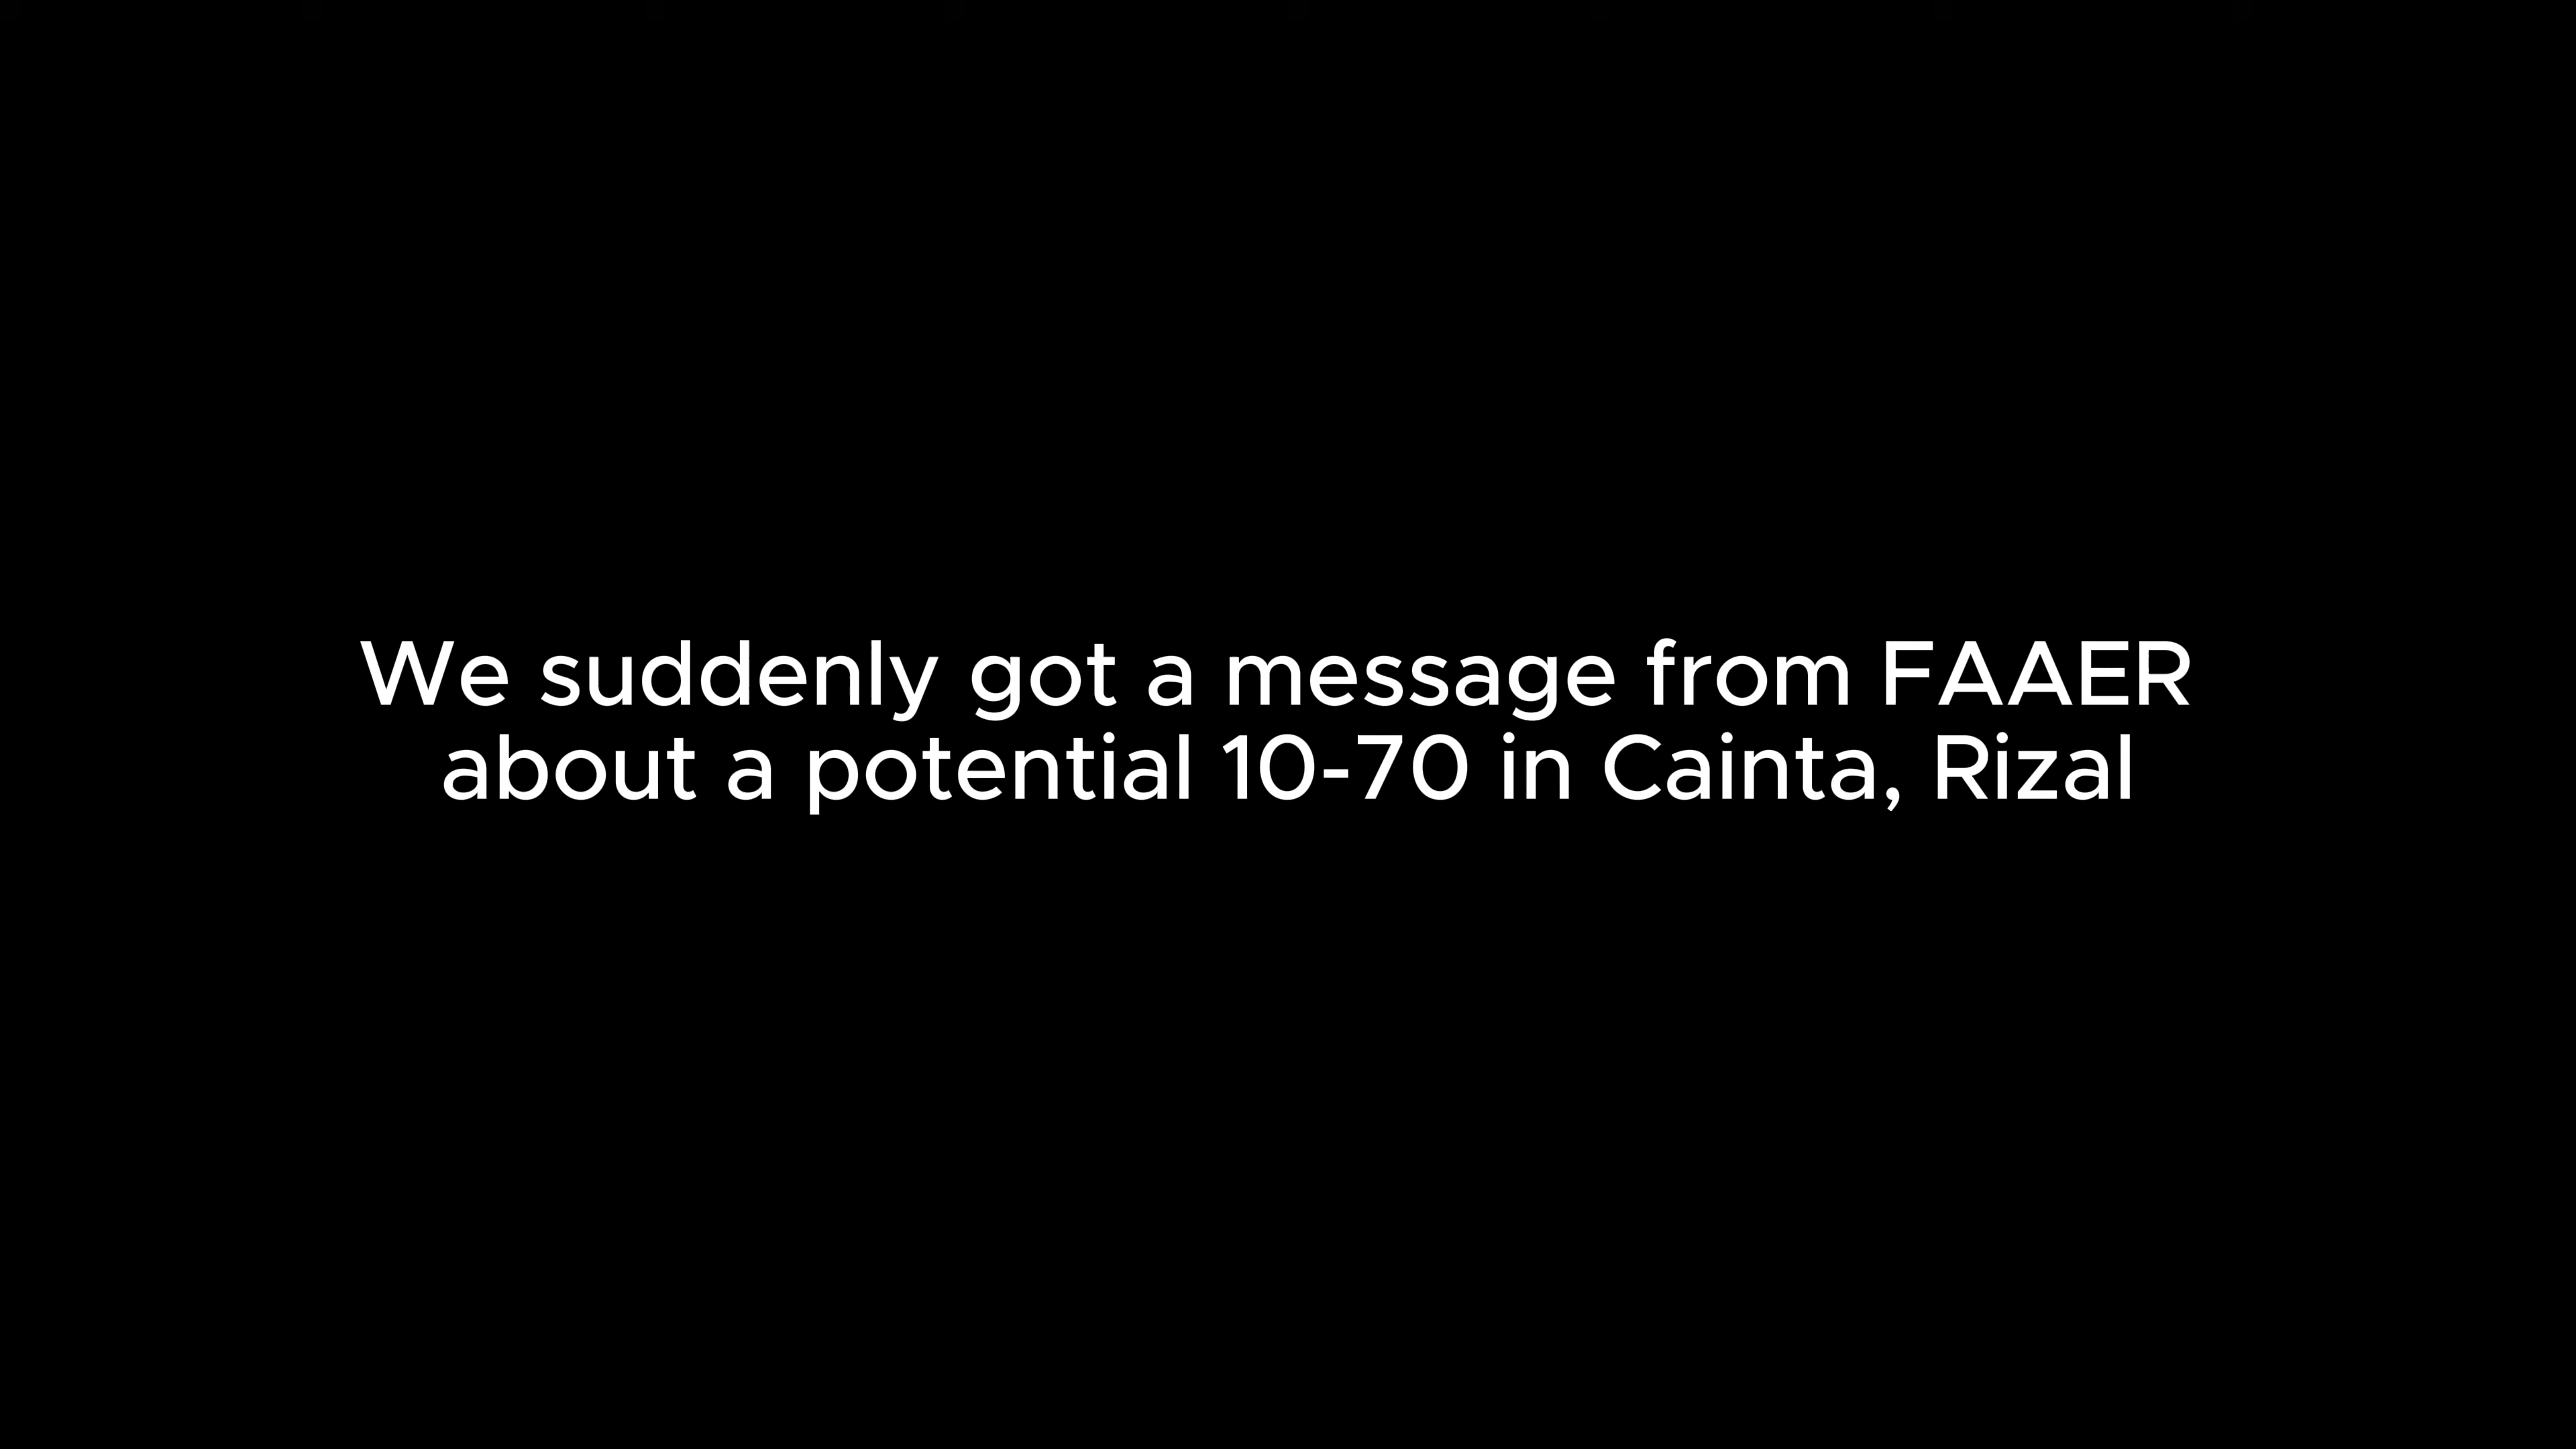 We suddenly got a message from FAAER
about a potential 10-70 in Cainta, Rizal